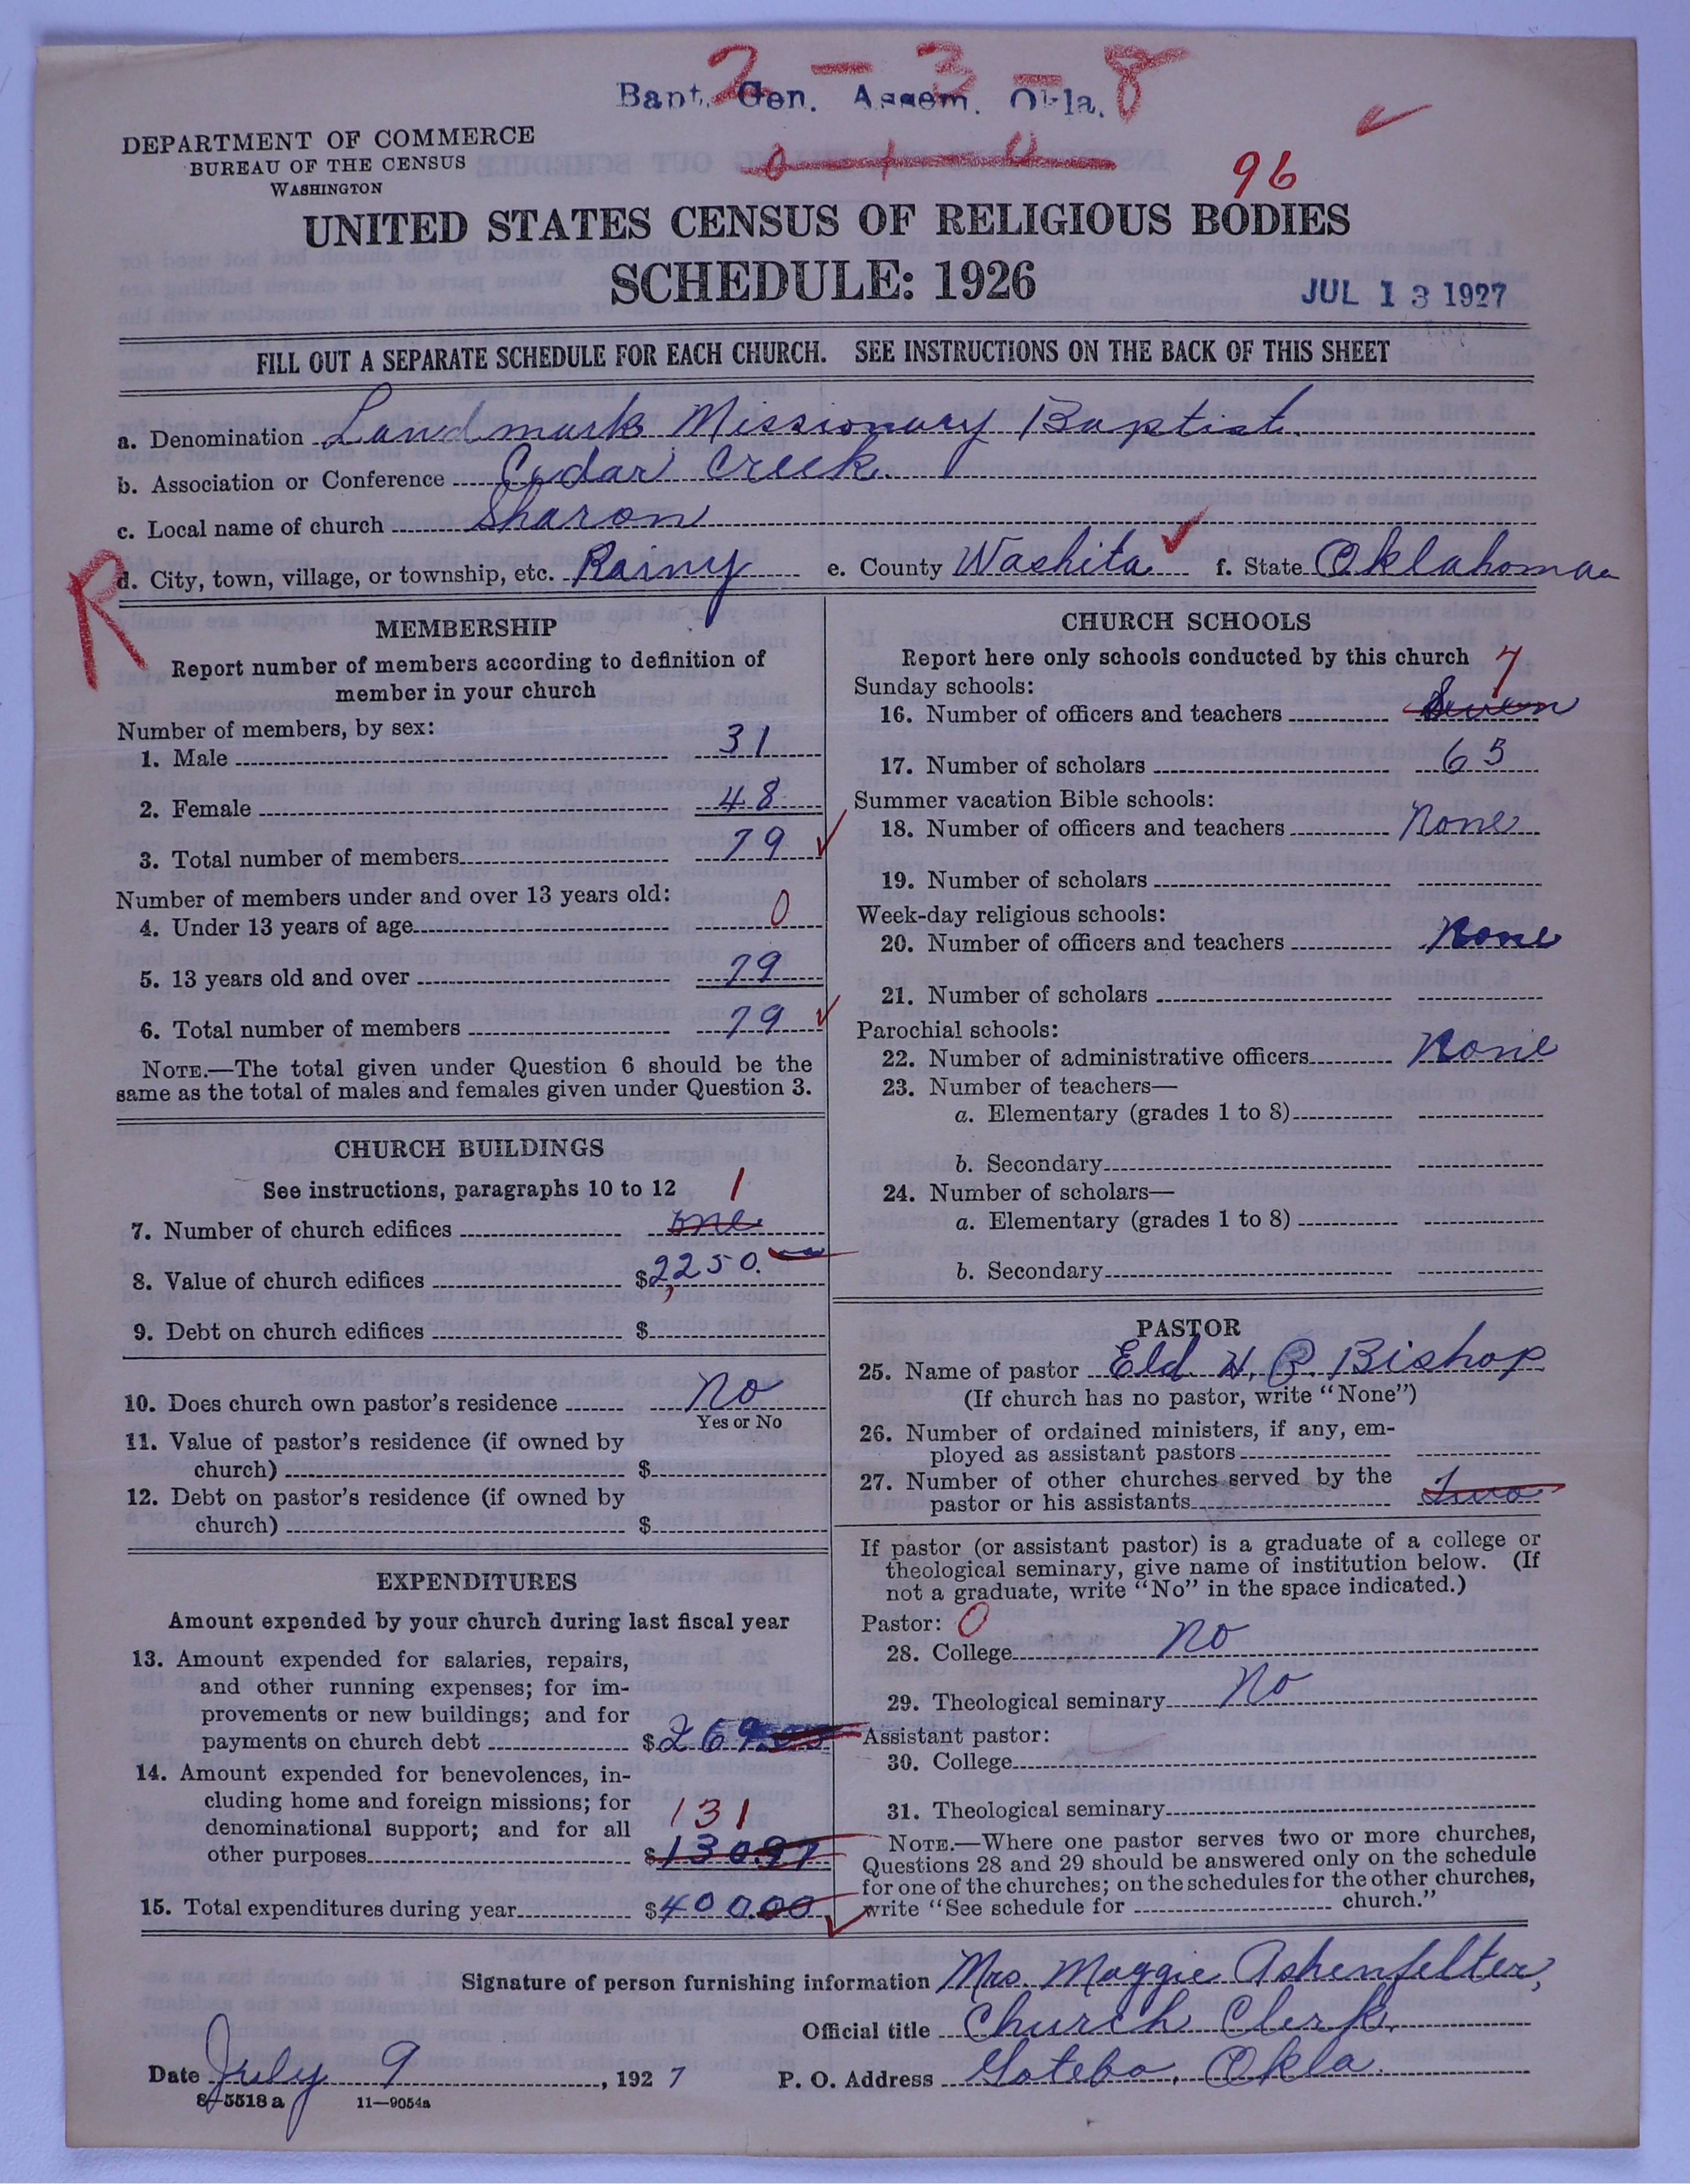 2 - 3 - 8
Bapt. Gen. Assem. Okla.
DEPARTMENT OF COMMERCE
BUREAU OF THE CENSUS
WASHINGTON
96
UNITED STATES CENSUS OF RELIGIOUS BODIES
SCHEDULE: 1926
JUL 13 1927
FILL OUT A SEPARATE SCHEDULE FOR EACH CHURCH. SEE INSTRUCTIONS ON THE BACK OF THIS SHEET
a. Denomination Landmark Missionary Baptist
b. Association or Conference Cedar Creek.
c. Local name of church Sharon
R
d. City, town, village, or township, etc. Rainy e. County Washita f. State Oklahoma
MEMBERSHIP
Report number of members according to definition of
member in your church
Number of members, by sex:
1. Male 31
2. Female 48
3. Total number of members 79
Number of members under and over 13 years old:
4. Under 13 years of age 0
5. 13 years old and over 79
6. Total number of members 79
NOTE.—The total given under Question 6 should be the
same as the total of males and females given under Question 3.
CHURCH BUILDINGS
See instructions, paragraphs 10 to 12
1
7. Number of church edifices one
8. Value of church edifices $2,250.
9. Debt on church edifices $
10. Does church own pastor's residence No
Yes or No
11. Value of pastor's residence (if owned by
church) $
12. Debt on pastor's residence (if owned by
church) $
EXPENDITURES
Amount expended by your church during last fiscal year
13. Amount expended for salaries, repairs,
and other running expenses; for im-
provements or new buildings; and for
payments on church debt $269.
14. Amount expended for benevolences, in-
cluding home and foreign missions; for
denominational support; and for all
131
other purposes $130.97
15. Total expenditures during year $400.00
CHURCH SCHOOLS
Report here only schools conducted by this church
Sunday schools:
7
16. Number of officers and teachers Seven
17. Number of scholars 65
Summer vacation Bible schools:
18. Number of officers and teachers None
19. Number of scholars
Week-day religious schools:
20. Number of officers and teachers None
21. Number of scholars
Parochial schools:
22. Number of administrative officers None
23. Number of teachers—
a. Elementary (grades 1 to 8)
b. Secondary
24. Number of scholars—
a. Elementary (grades 1 to 8)
b. Secondary
PASTOR
25. Name of pastor Eld. W. B. Bishop
(If church has no pastor, write "None")
26. Number of ordained ministers, if any, em-
ployed as assistant pastors
27. Number of other churches served by the
pastor or his assistants Two
If pastor (or assistant pastor) is a graduate of a college or
theological seminary, give name of institution below. (If
not a graduate, write "No" in the space indicated.)
Pastor: 0
28. College No
29. Theological seminary No
Assistant pastor:
30. College
31. Theological seminary
NOTE.—Where one pastor serves two or more churches,
Questions 28 and 29 should be answered only on the schedule
for one of the churches; on the schedules for the other churches,
write "See schedule for church."
Signature of person furnishing information Mrs. Maggie Ashenfelter,
Official title Church Clerk.
Date July 9, 1927
P. O. Address Gotebo, Okla.
8-5518 a 11—9054a